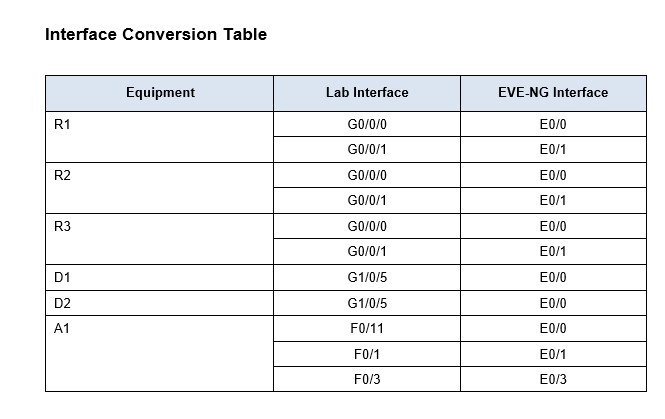 Interface Conversion Table
Equipment Lab Interface EVE-NG Interface
R1 G0/0/0 E0/0
G0/0/1 E0/1
R2 G0/0/0 E0/0
G0/0/1 E0/1
R3 G0/0/0 E0/0
G0/0/1 E0/1
D1 G1/0/5 E0/0
D2 G1/0/5 E0/0
A1 F0/11 E0/0
F0/1 E0/1
F0/3 E0/3